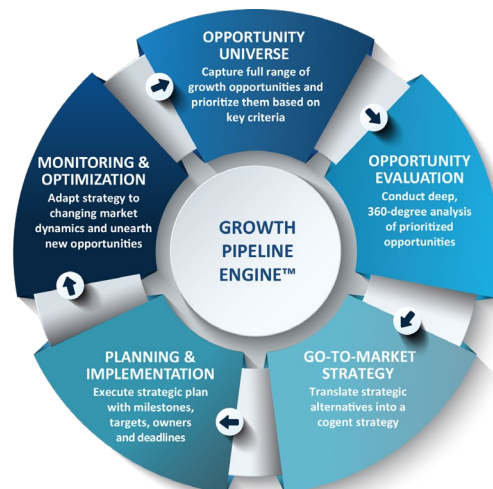 OPPORTUNITY
UNIVERSE
Capture full range of
growth opportunities and
prioritize them based on
key criteria
OPPORTUNITY
EVALUATION
Conduct deep,
360-degree analysis
of prioritized
opportunities
GO-TO-MARKET
STRATEGY
Translate strategic
alternatives into a
cogent strategy
PLANNING &
IMPLEMENTATION
Execute strategic plan
with milestones,
targets, owners
and deadlines
MONITORING &
OPTIMIZATION
Adapt strategy to
changing market
dynamics and unearth
new opportunities
GROWTH
PIPELINE
ENGINE™